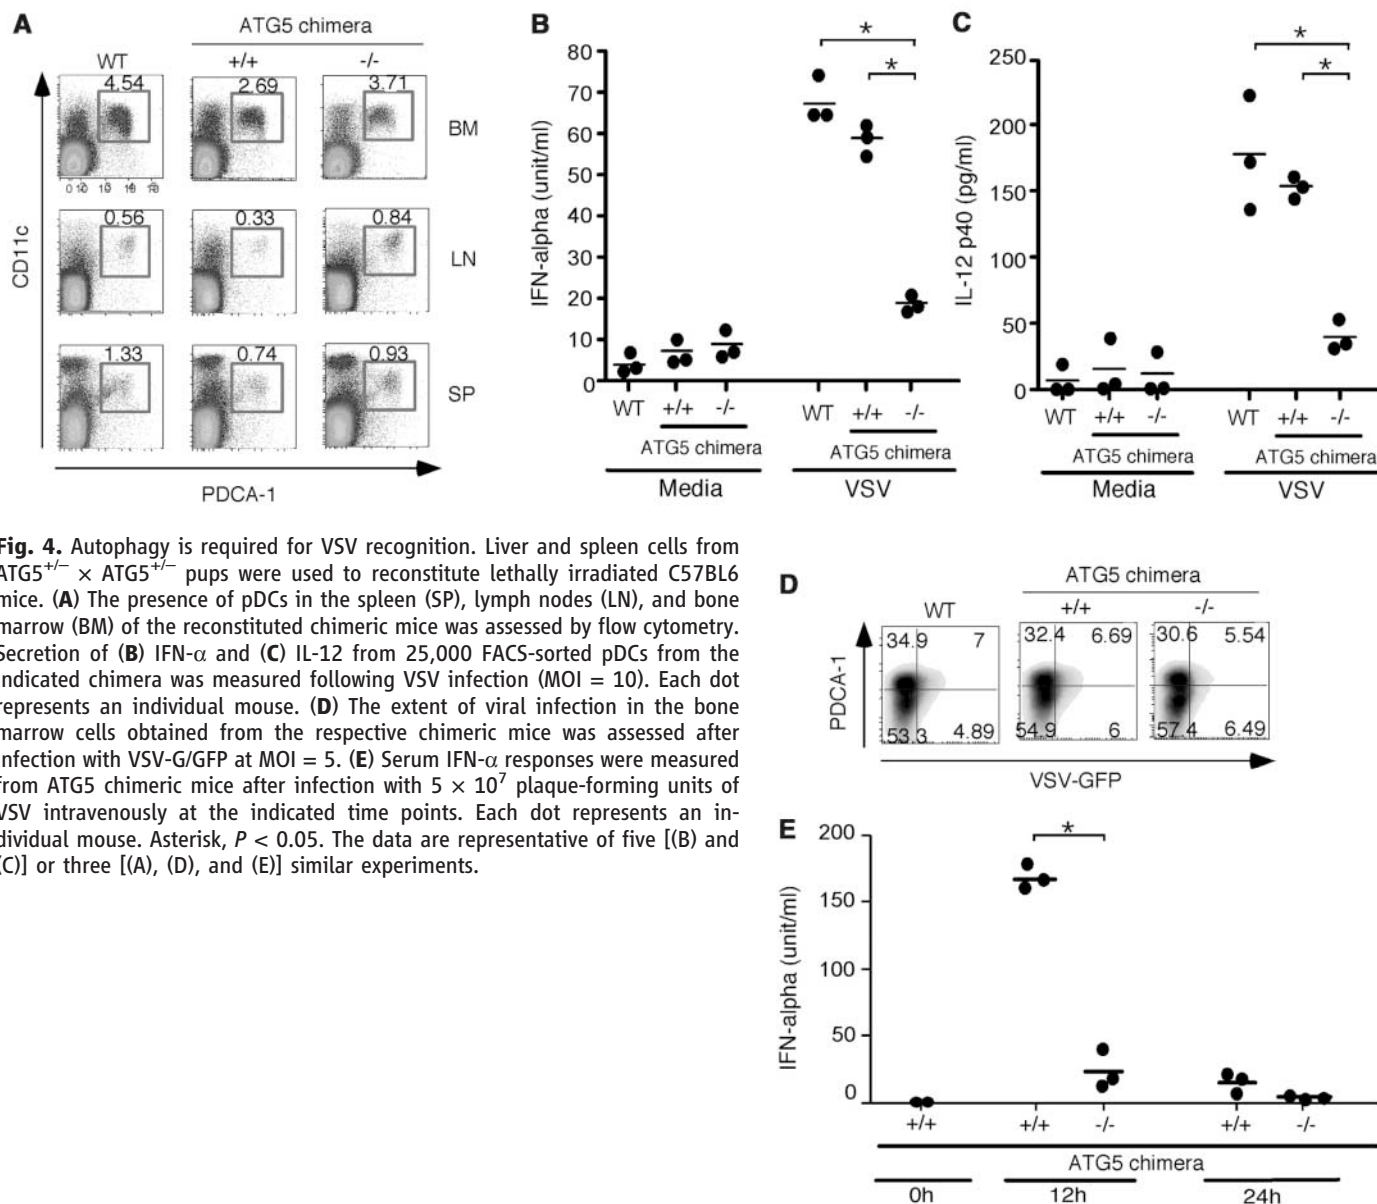 A
ATG5 chimera
WT
+/+
-/-
4.54
2.69
3.71
BM
0.56
0.33
0.84
LN
1.33
0.74
0.93
SP
CD11c
PDCA-1
B
IFN-alpha (unit/ml)
80
70
60
50
40
30
20
10
0
* 
*
WT +/+ -/- WT +/+ -/-
ATG5 chimera ATG5 chimera
Media VSV
C
IL-12 p40 (pg/ml)
250
200
150
100
50
0
*
*
WT +/+ -/- WT +/+ -/-
ATG5 chimera ATG5 chimera
Media VSV
Fig. 4. Autophagy is required for VSV recognition. Liver and spleen cells from
ATG5+/− × ATG5+/− pups were used to reconstitute lethally irradiated C57BL6
mice. (A) The presence of pDCs in the spleen (SP), lymph nodes (LN), and bone
marrow (BM) of the reconstituted chimeric mice was assessed by flow cytometry.
Secretion of (B) IFN-α and (C) IL-12 from 25,000 FACS-sorted pDCs from the
indicated chimera was measured following VSV infection (MOI = 10). Each dot
represents an individual mouse. (D) The extent of viral infection in the bone
marrow cells obtained from the respective chimeric mice was assessed after
infection with VSV-G/GFP at MOI = 5. (E) Serum IFN-α responses were measured
from ATG5 chimeric mice after infection with 5 × 10⁷ plaque-forming units of
VSV intravenously at the indicated time points. Each dot represents an in-
dividual mouse. Asterisk, P < 0.05. The data are representative of five [(B) and
(C)] or three [(A), (D), and (E)] similar experiments.
D
ATG5 chimera
WT +/+ -/-
34.9 7
53.3 4.89
32.4 6.69
54.9 6
30.6 5.54
57.4 6.49
PDCA-1
VSV-GFP
E
IFN-alpha (unit/ml)
200
150
100
50
0
*
+/+ +/+ -/- +/+ -/-
ATG5 chimera
0h 12h 24h